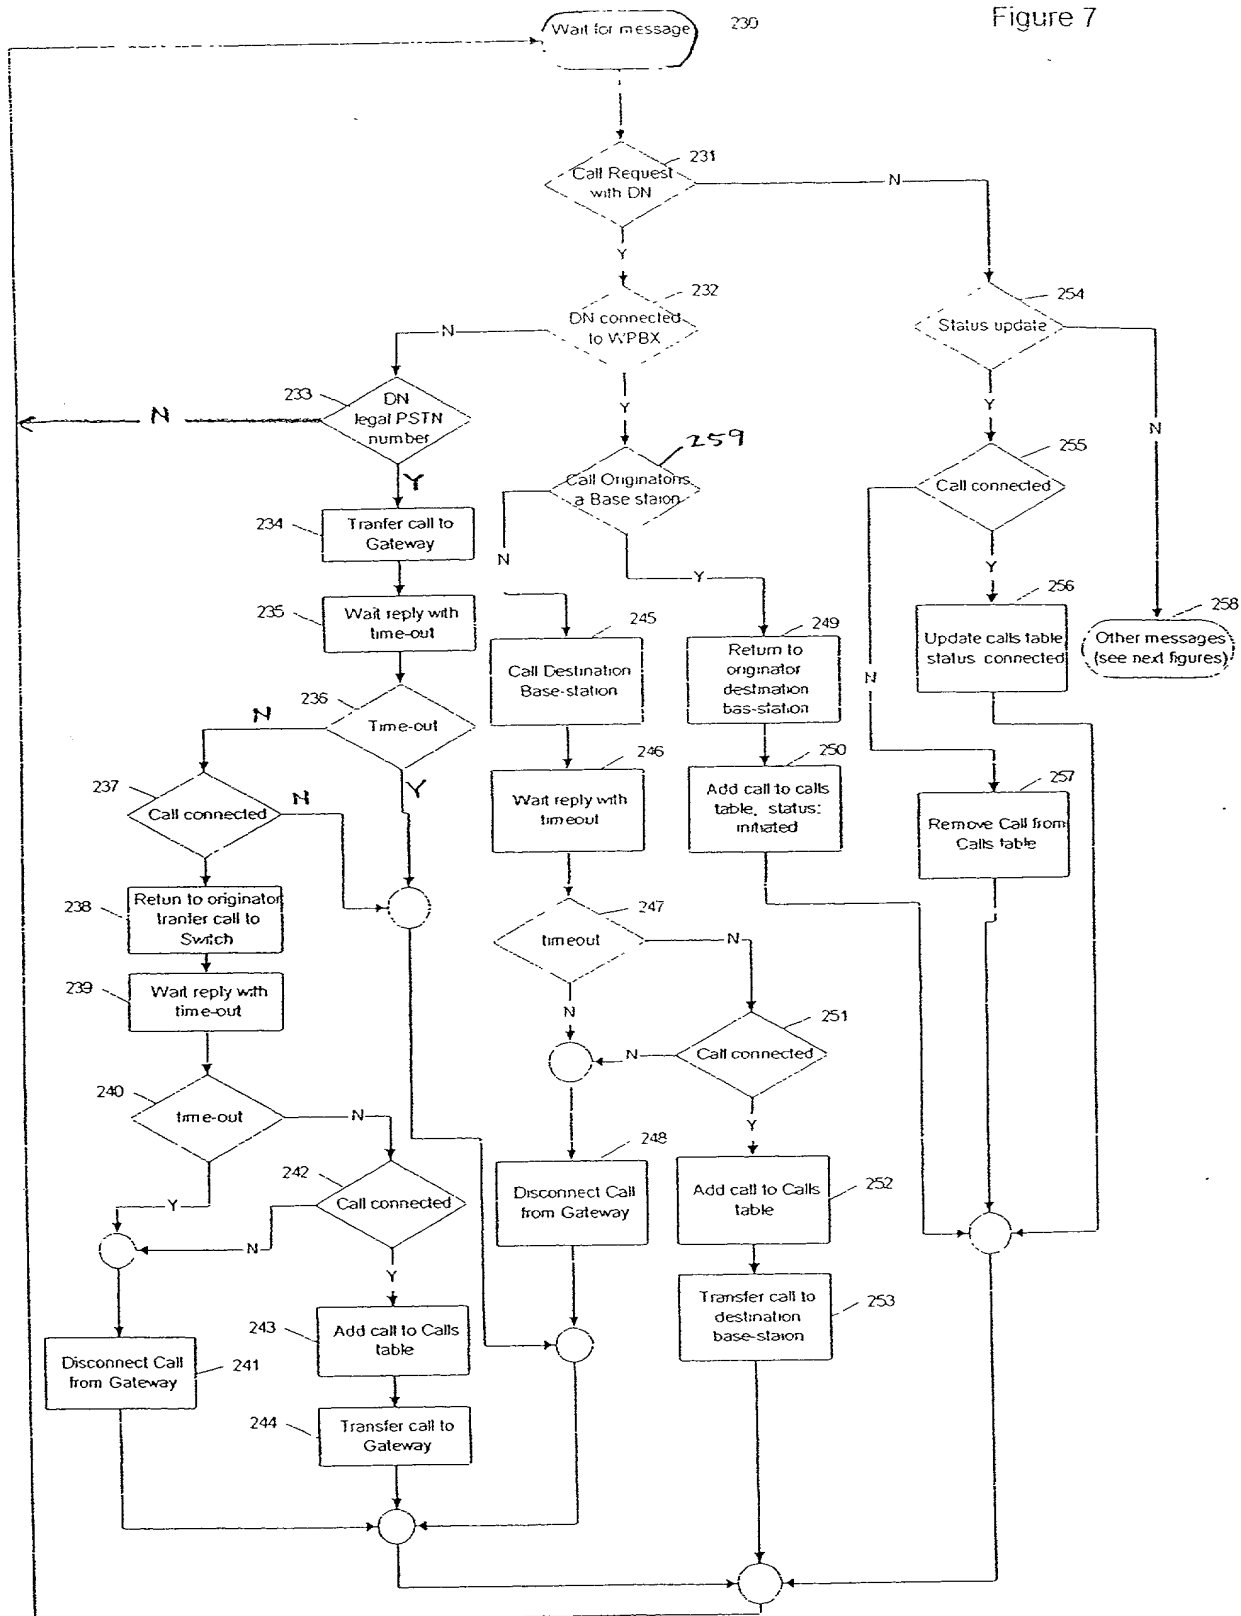 Figure 7
Wait for message
230
Call Request
with DN
231
N
Y
DN connected
to WPBX
232
N
Y
Status update
254
Y
N
DN
legal PSTN
number
233
N
Y
Call Originatons
a Base staion
259
N
Y
Call connected
255
N
Y
234
Tranfer call to
Gateway
235
Wait reply with
time-out
236
Time-out
N
Y
237
Call connected
N
238
Retun to originator
tranfer call to
Switch
239
Wait reply with
time-out
240
time-out
N
Y
242
Call connected
N
Y
241
Disconnect Call
from Gateway
243
Add call to Calls
table
244
Transfer call to
Gateway
245
Call Destination
Base-station
246
Wait reply with
timeout
247
timeout
N
N
251
Call connected
N
Y
248
Disconnect Call
from Gateway
252
Add call to Calls
table
253
Transfer call to
destination
base-staion
249
Return to
originator
destination
bas-station
250
Add call to calls
table, status:
initiated
256
Update calls table
status connected
257
Remove Call from
Calls table
258
Other messages
(see next figures)